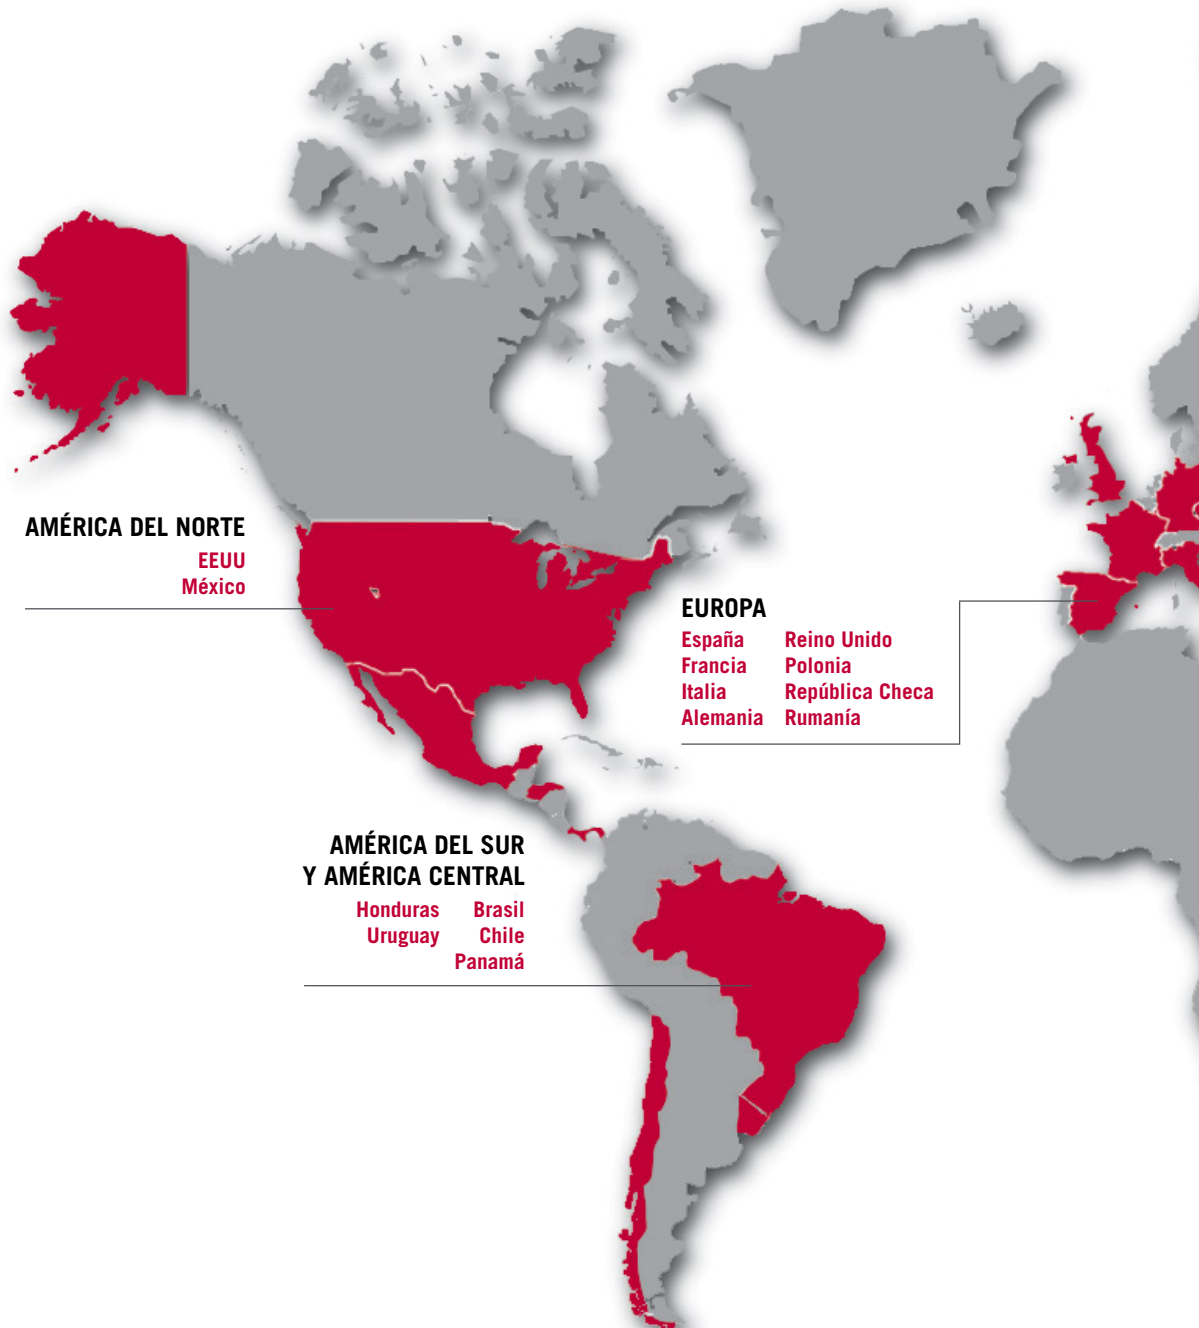 AMÉRICA DEL NORTE
EEUU
México
EUROPA
España Reino Unido
Francia Polonia
Italia República Checa
Alemania Rumanía
AMÉRICA DEL SUR
Y AMÉRICA CENTRAL
Honduras Brasil
Uruguay Chile
Panamá